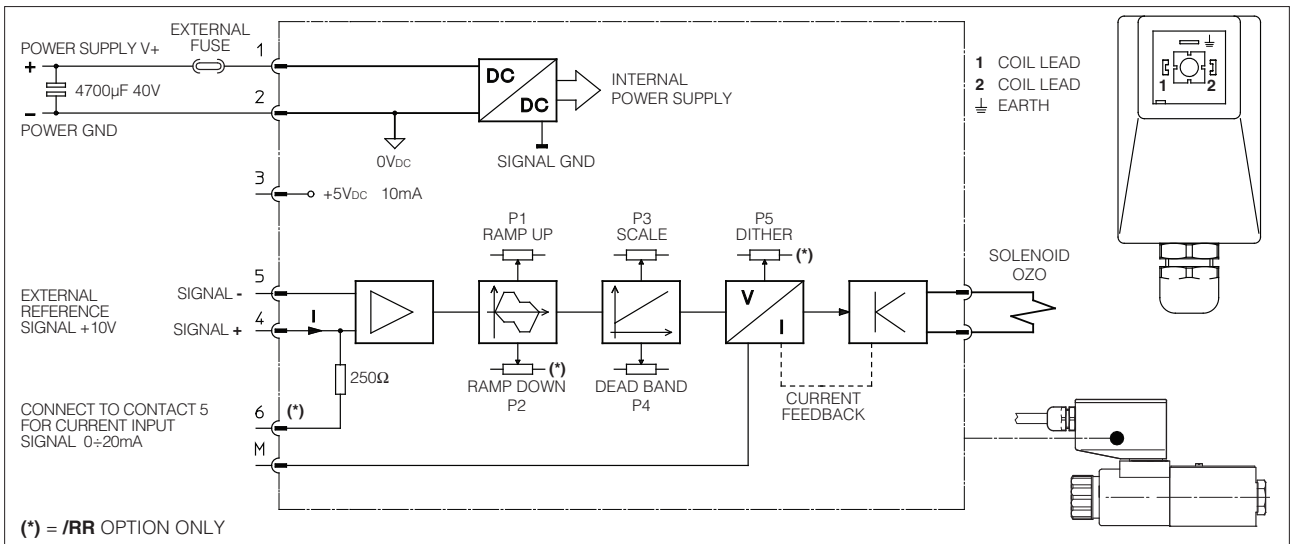 EXTERNAL
FUSE
POWER SUPPLY V+
1
+
4700µF 40V
2
−
POWER GND
DC
DC
INTERNAL
POWER SUPPLY
0VDC
SIGNAL GND
3
+5VDC 10mA
P1
RAMP UP
P3
SCALE
P5
DITHER
(*)
EXTERNAL
REFERENCE
SIGNAL +10V
SIGNAL -
5
SIGNAL +
4
I
V
I
SOLENOID
OZO
250Ω
(*)
RAMP DOWN
P2
DEAD BAND
P4
CURRENT
FEEDBACK
CONNECT TO CONTACT 5
FOR CURRENT INPUT
SIGNAL 0÷20mA
6 (*)
M
(*) = /RR OPTION ONLY
1 COIL LEAD
2 COIL LEAD
⏚ EARTH
1
2